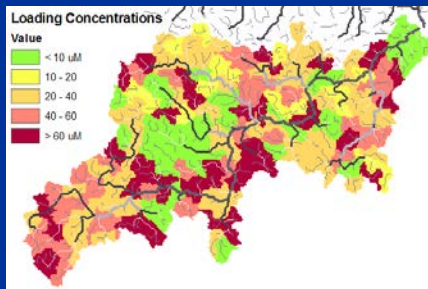 Loading Concentrations
Value
< 10 uM
10 - 20
20 - 40
40 - 60
> 60 uM